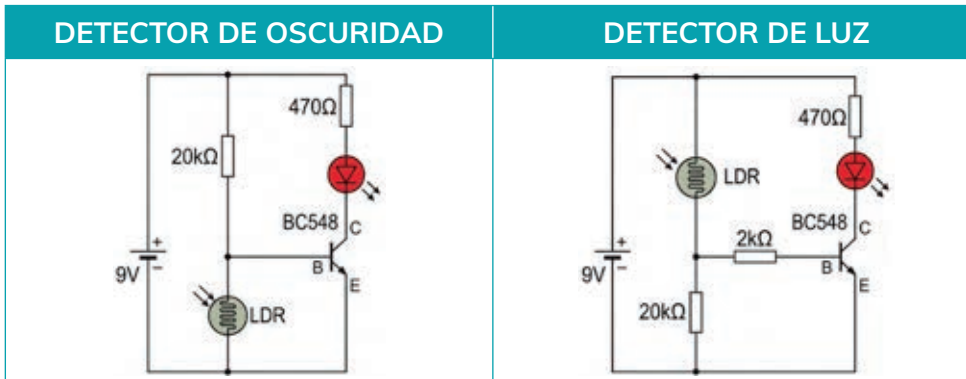 DETECTOR DE OSCURIDAD
470Ω
20kΩ
BC548
C
B
E
+
9V
−
LDR
DETECTOR DE LUZ
470Ω
LDR
BC548
C
2kΩ
B
E
+
9V
−
20kΩ